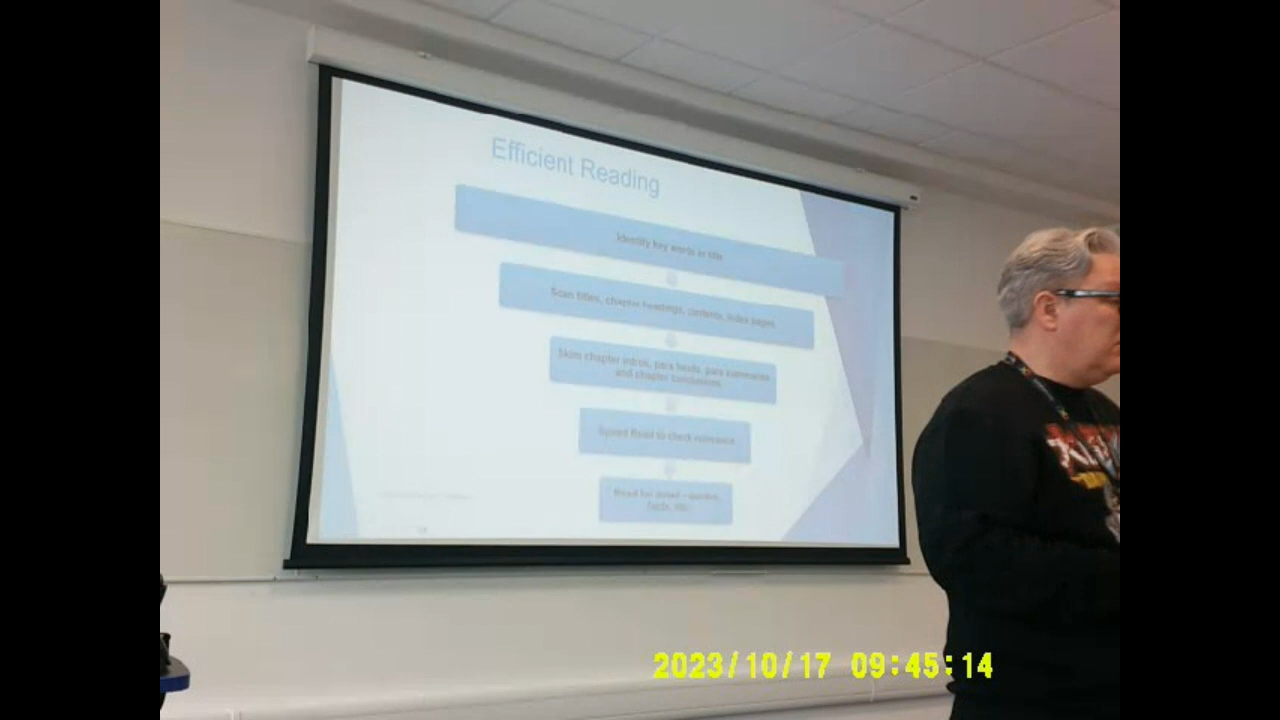 Efficient Reading
Identify key words in title
Scan titles, chapter headings, contents, index pages
Skim chapter intros, para heads, para summaries
and chapter conclusions
Speed Read to check relevance
Read for detail – quotes,
facts, etc.
2023/10/17 09:45:14